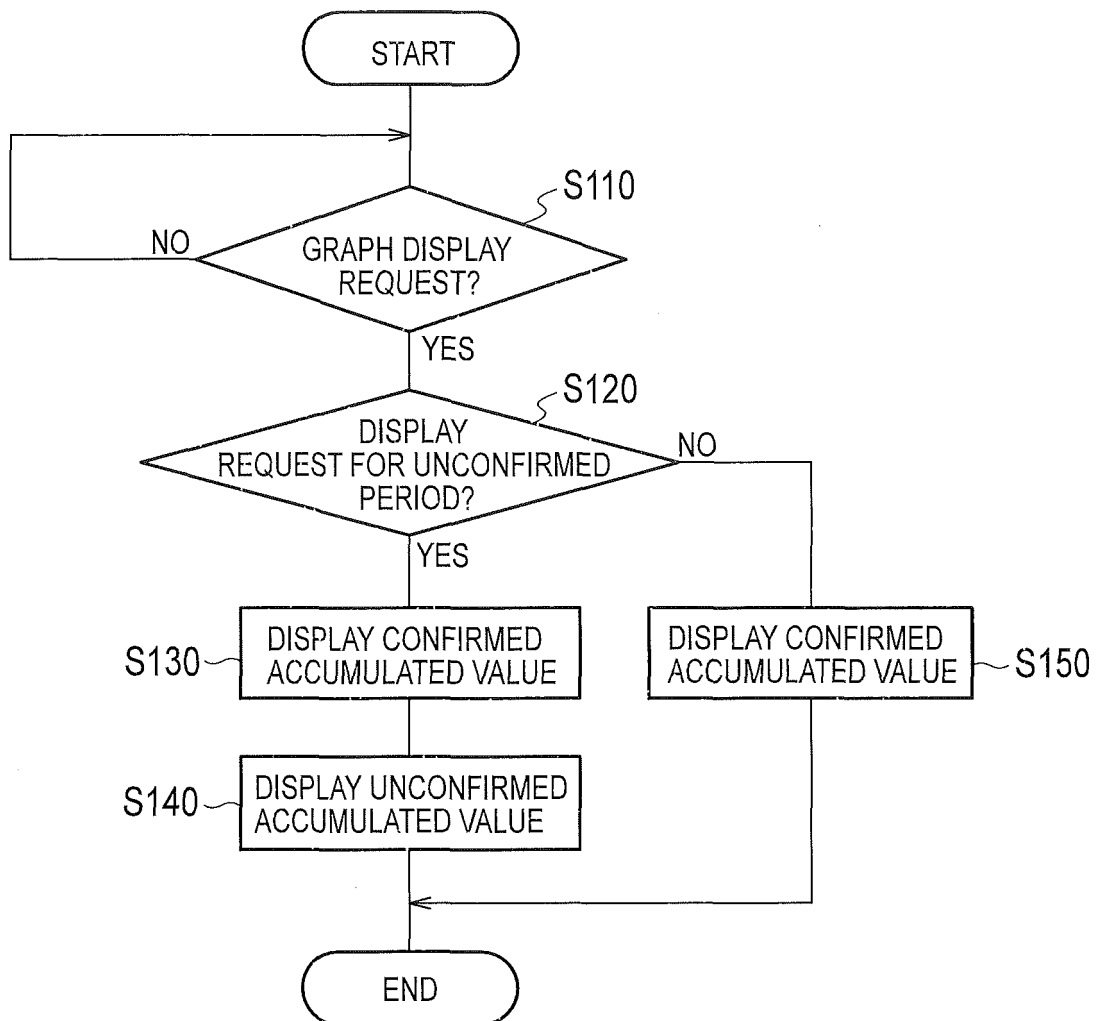 START
S110
NO
GRAPH DISPLAY
REQUEST?
YES
S120
DISPLAY
REQUEST FOR UNCONFIRMED
PERIOD?
NO
YES
S130
DISPLAY CONFIRMED
ACCUMULATED VALUE
DISPLAY CONFIRMED
ACCUMULATED VALUE
S150
S140
DISPLAY UNCONFIRMED
ACCUMULATED VALUE
END